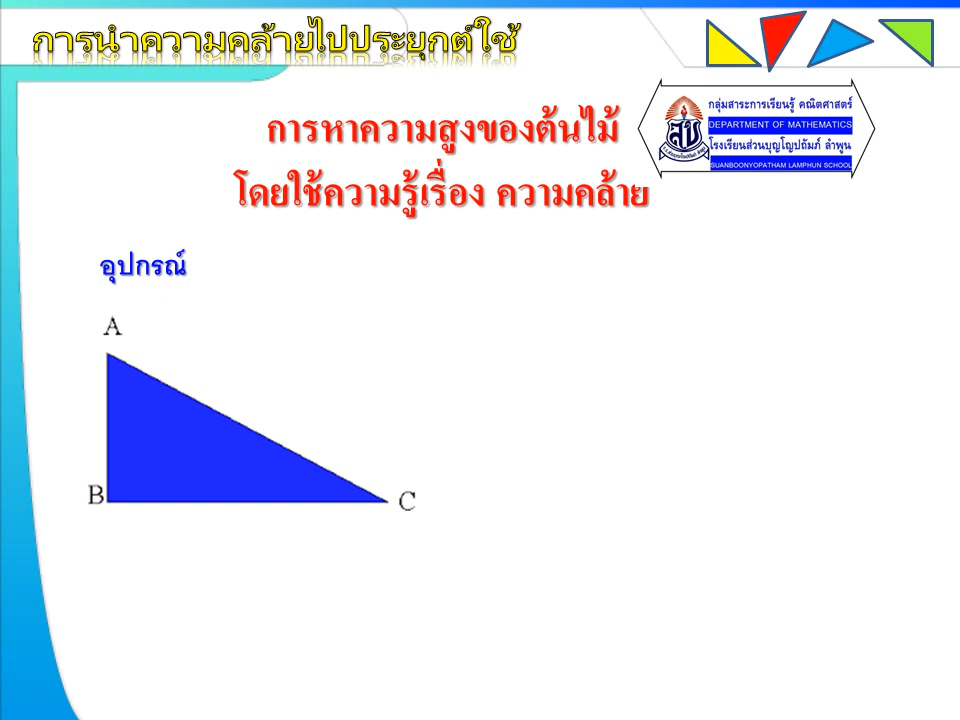 การนำความคล้ายไปประยุกต์ใช้
กลุ่มสาระการเรียนรู้ คณิตศาสตร์
DEPARTMENT OF MATHEMATICS
โรงเรียนส่วนบุญโญปถัมภ์ ลำพูน
SUANBOONYOPATHAM LAMPHUN SCHOOL
การหาความสูงของต้นไม้
โดยใช้ความรู้เรื่อง ความคล้าย
อุปกรณ์
A
B
C